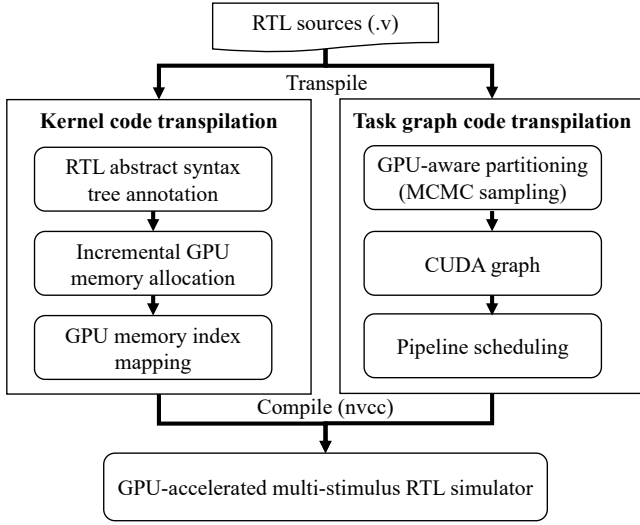 RTL sources (.v)
Transpile
Kernel code transpilation
RTL abstract syntax
tree annotation
Incremental GPU
memory allocation
GPU memory index
mapping
Task graph code transpilation
GPU-aware partitioning
(MCMC sampling)
CUDA graph
Pipeline scheduling
Compile (nvcc)
GPU-accelerated multi-stimulus RTL simulator